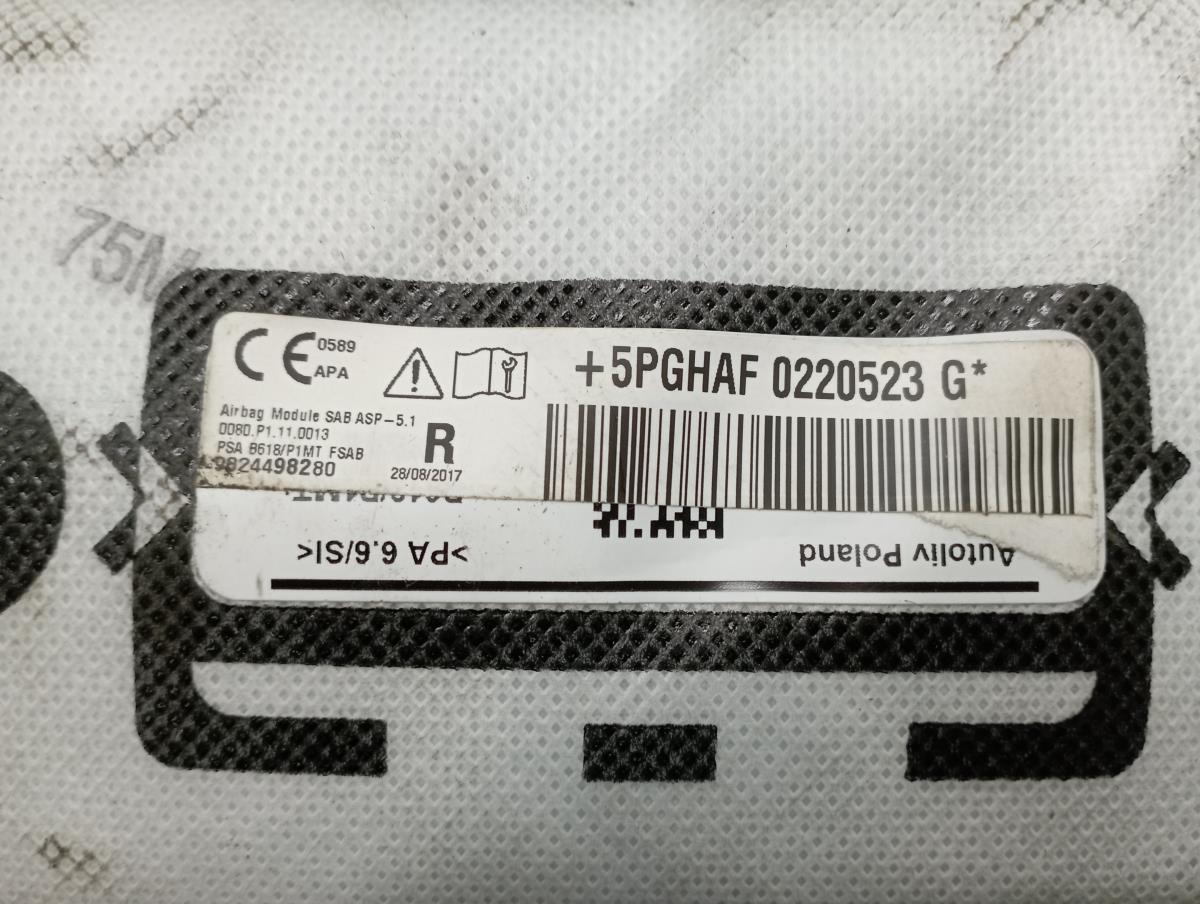 75M
CE 0589
APA
+5PGHAF 0220523 G*
Airbag Module SAB ASP-5.1
0080.P1.11.0013
PSA B618/P1MT FSAB
9824498280
R
28/08/2017
>PA 6.6/SI<
Autoliv Poland